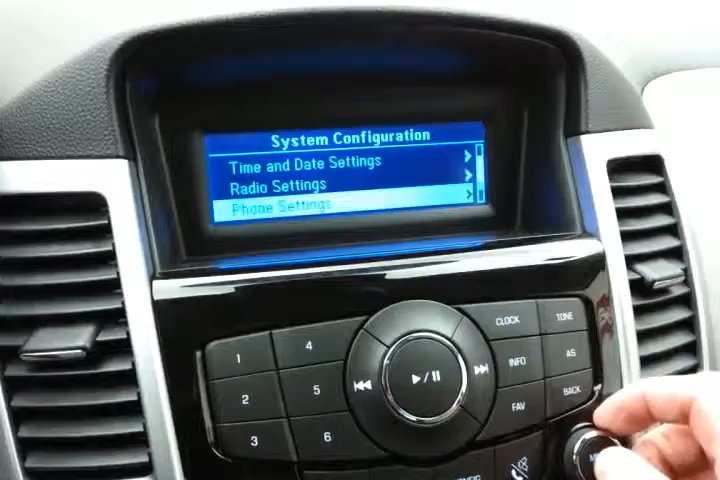 System Configuration
Time and Date Settings
Radio Settings
Phone Settings
CLOCK
TONE
1
4
INFO
AS
2
5
BACK
FAV
3
6